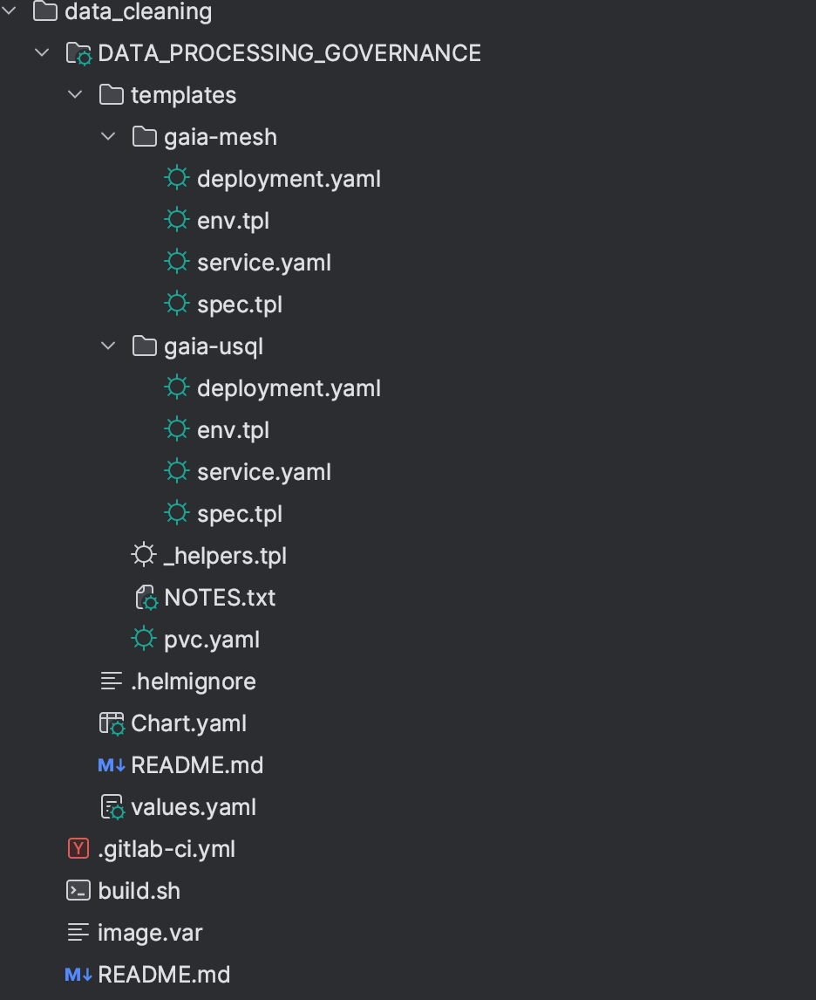 data_cleaning
DATA_PROCESSING_GOVERNANCE
templates
gaia-mesh
deployment.yaml
env.tpl
service.yaml
spec.tpl
gaia-usql
deployment.yaml
env.tpl
service.yaml
spec.tpl
_helpers.tpl
NOTES.txt
pvc.yaml
.helmignore
Chart.yaml
M↓ README.md
values.yaml
Y .gitlab-ci.yml
build.sh
image.var
M↓ README.md